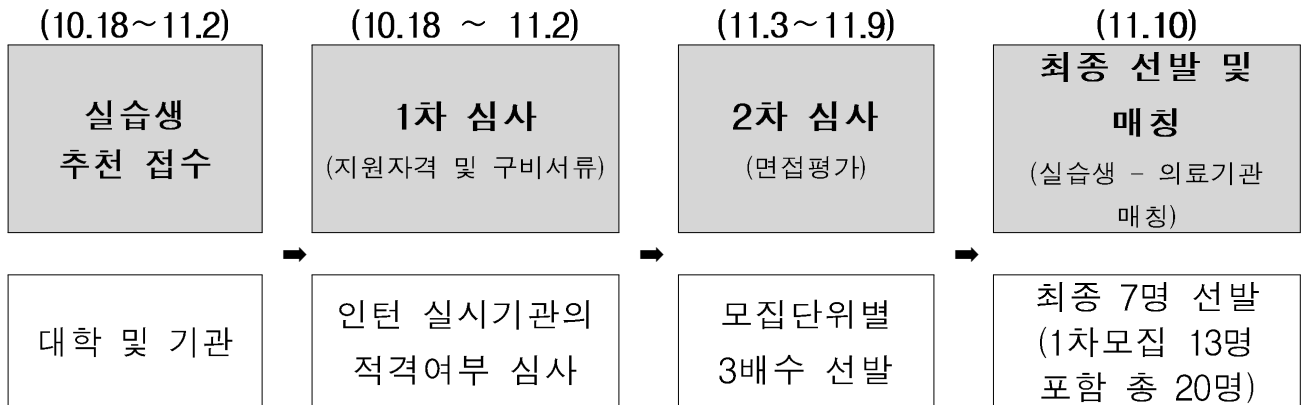 (10.18~11.2)
(10.18 ~ 11.2)
(11.3~11.9)
(11.10)
실습생
추천 접수
1차 심사
(지원자격 및 구비서류)
2차 심사
(면접평가)
최종 선발 및
매칭
(실습생 – 의료기관
매칭)
➡
➡
➡
대학 및 기관
인턴 실시기관의
적격여부 심사
모집단위별
3배수 선발
최종 7명 선발
(1차모집 13명
포함 총 20명)